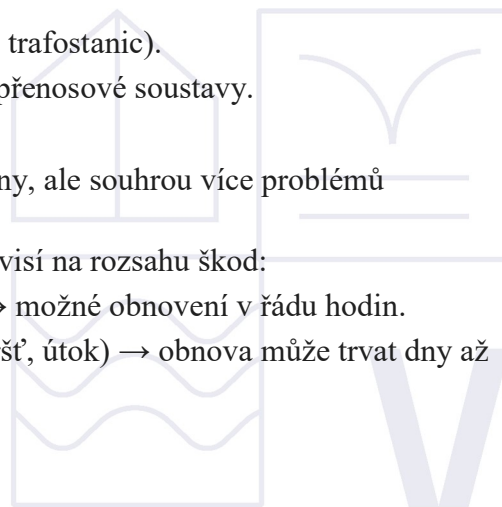 trafostanic).
přenosové soustavy.
ny, ale souhrou více problémů
visí na rozsahu škod:
→ možné obnovení v řádu hodin.
ršť, útok) → obnova může trvat dny až